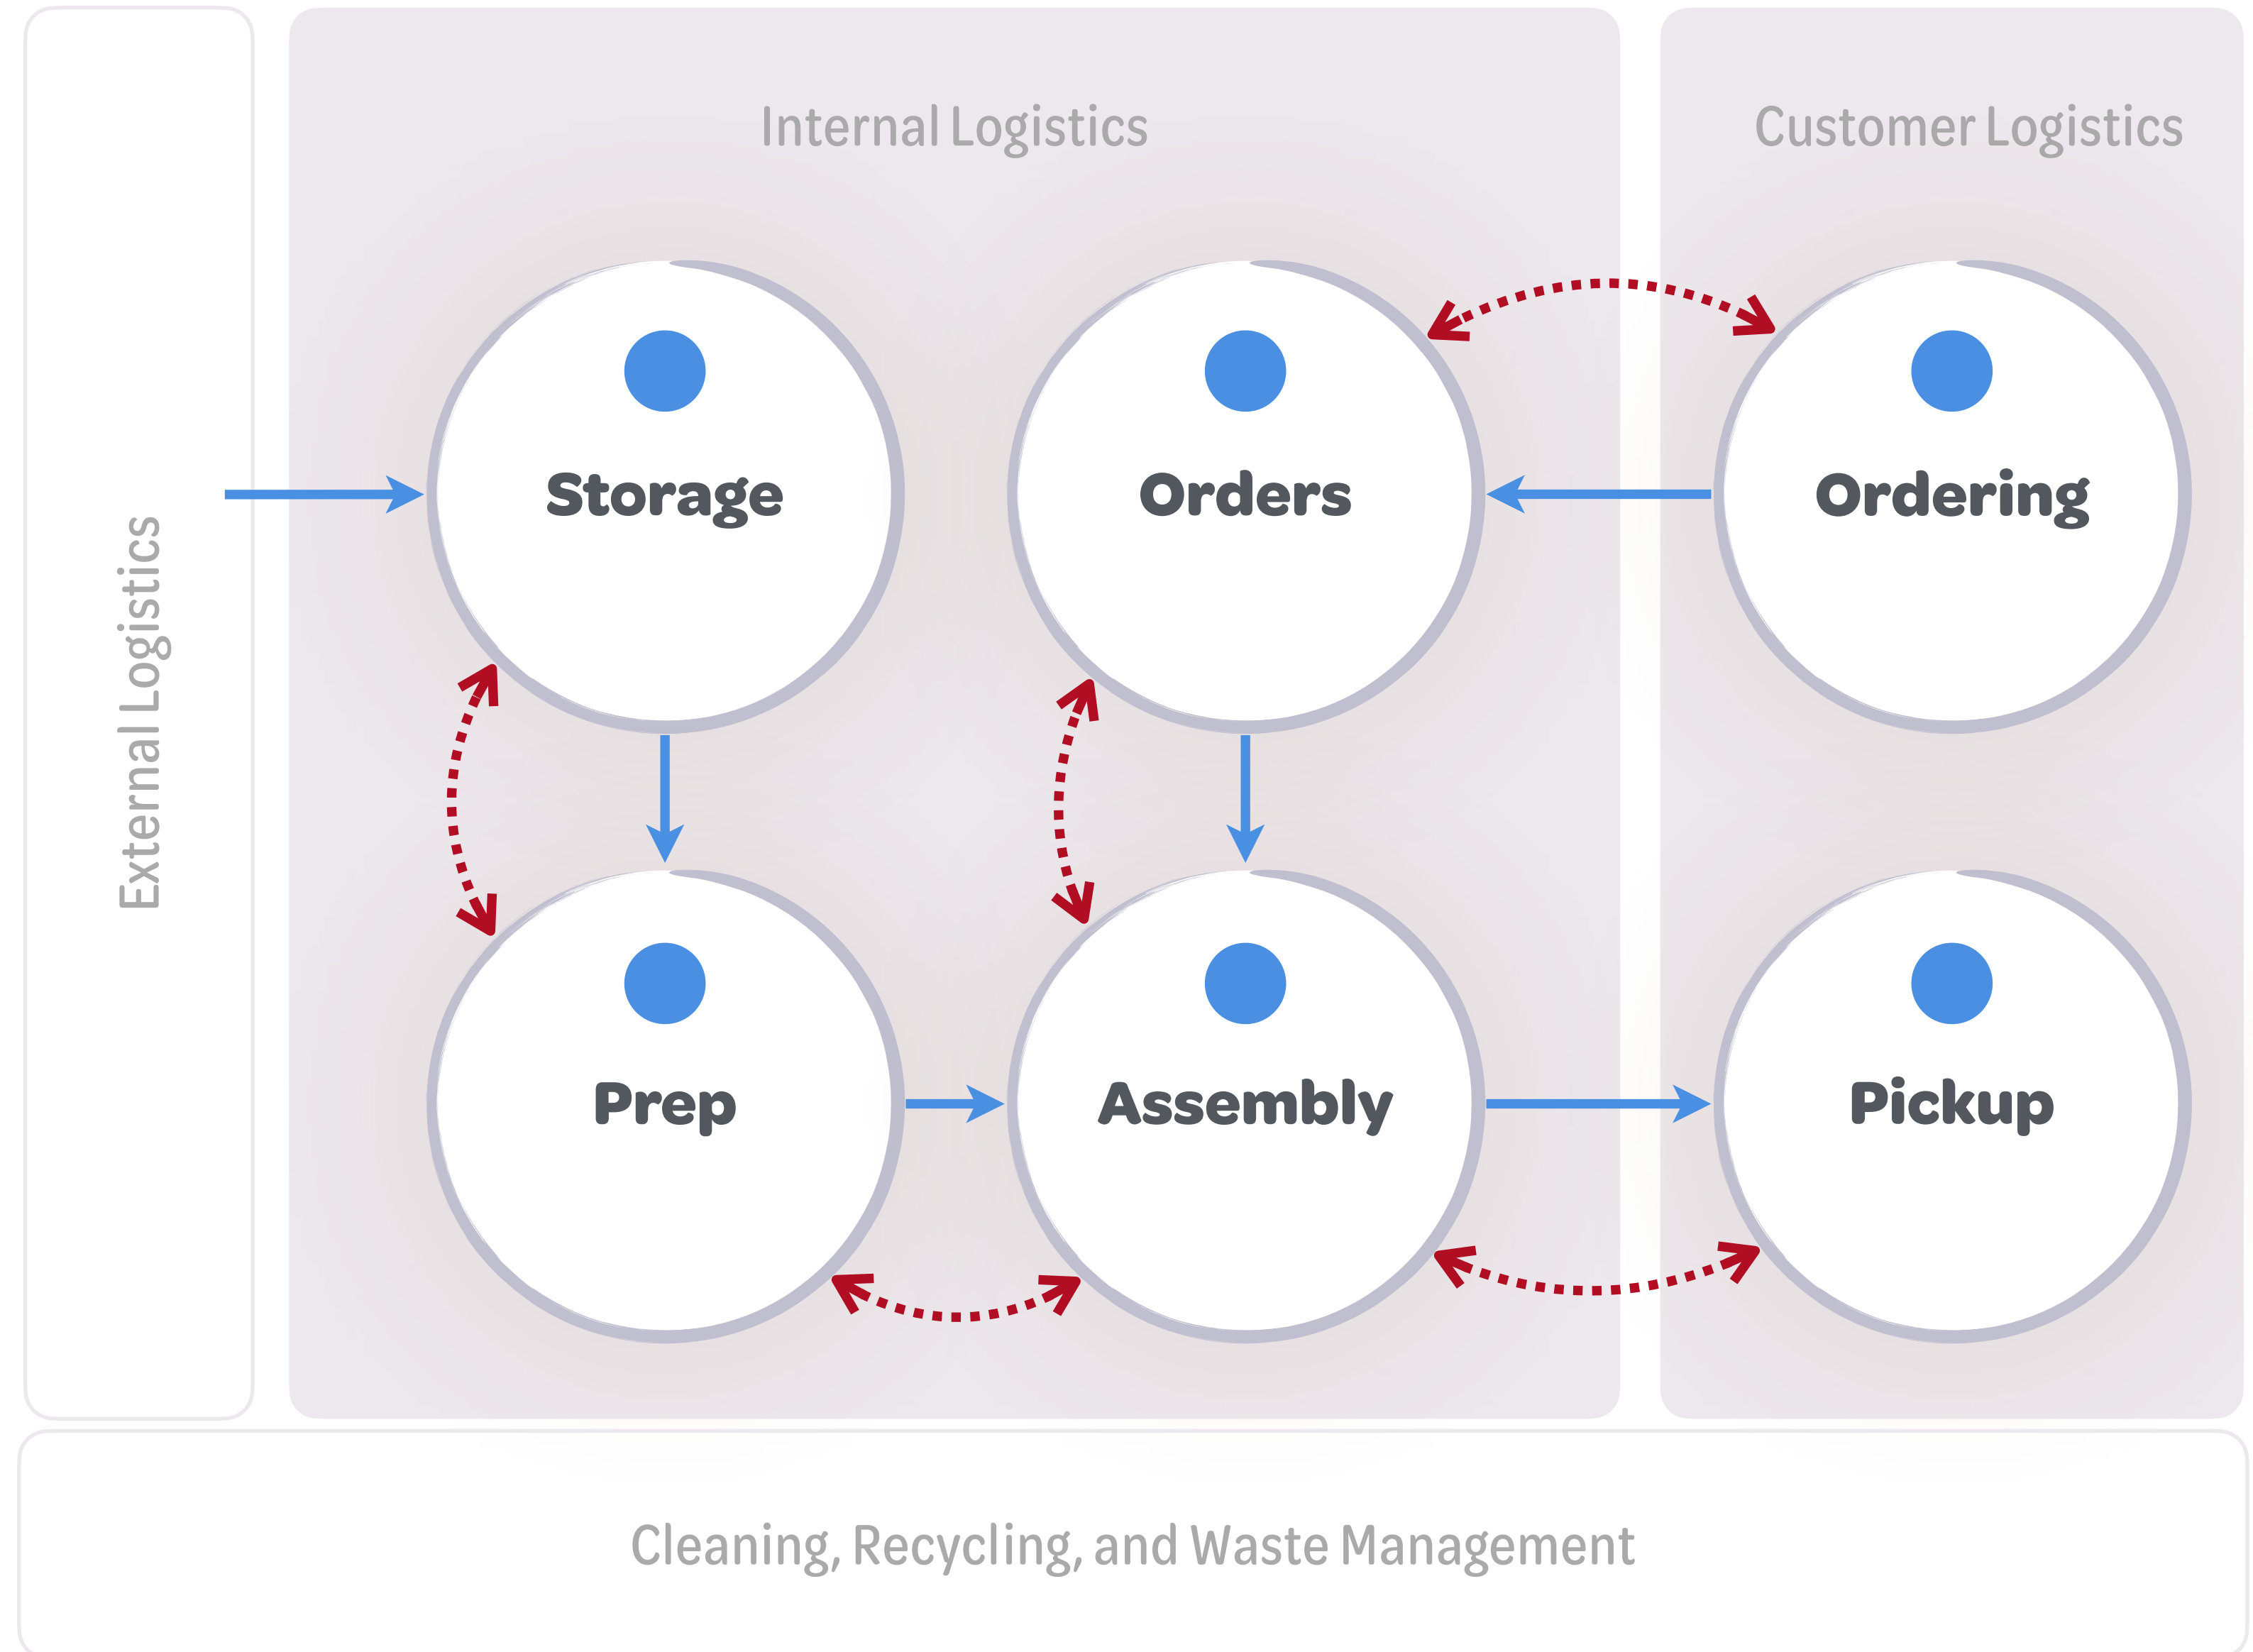 Internal Logistics
Customer Logistics
External Logistics
Storage
Orders
Ordering
Prep
Assembly
Pickup
Cleaning, Recycling, and Waste Management